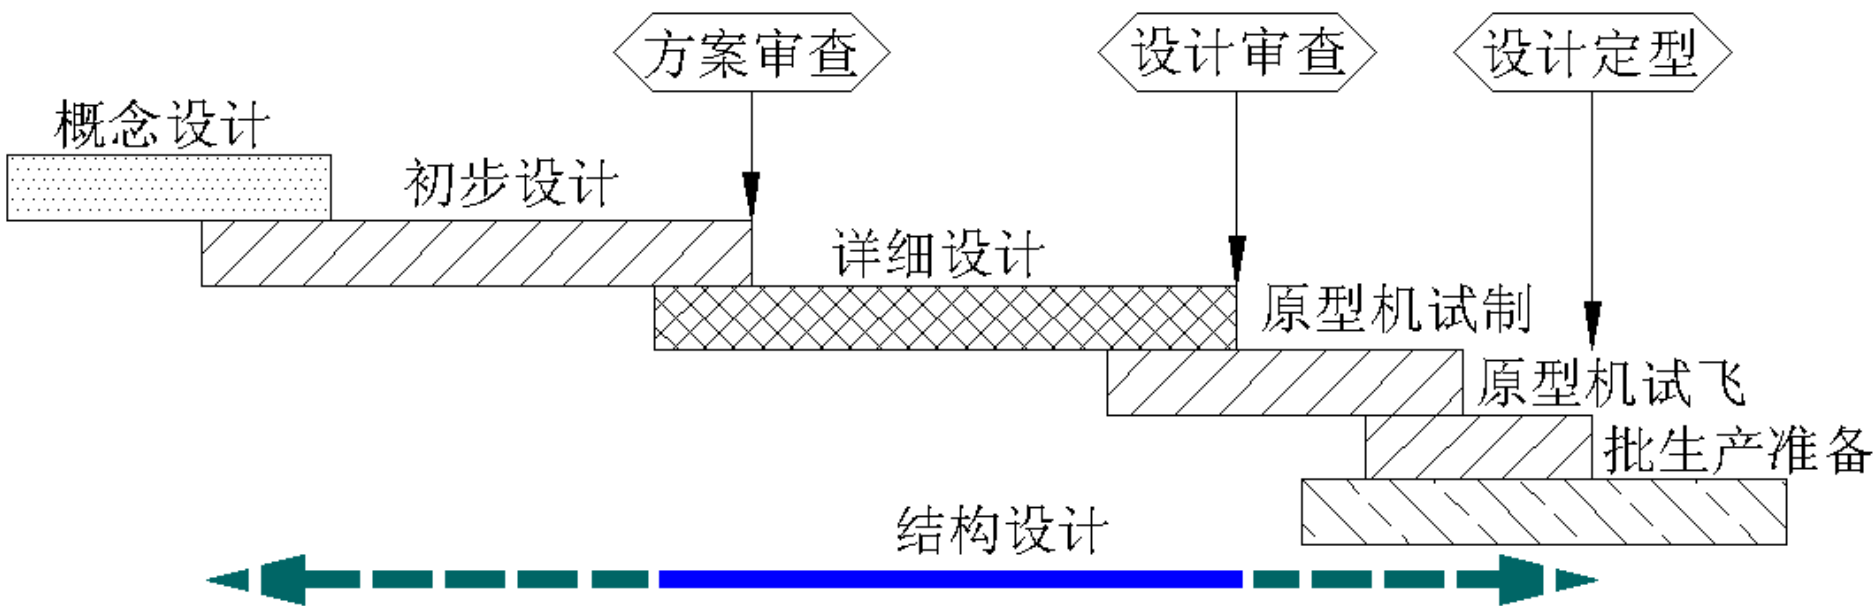 方案审查
设计审查
设计定型
概念设计
初步设计
详细设计
原型机试制
原型机试飞
批生产准备
结构设计